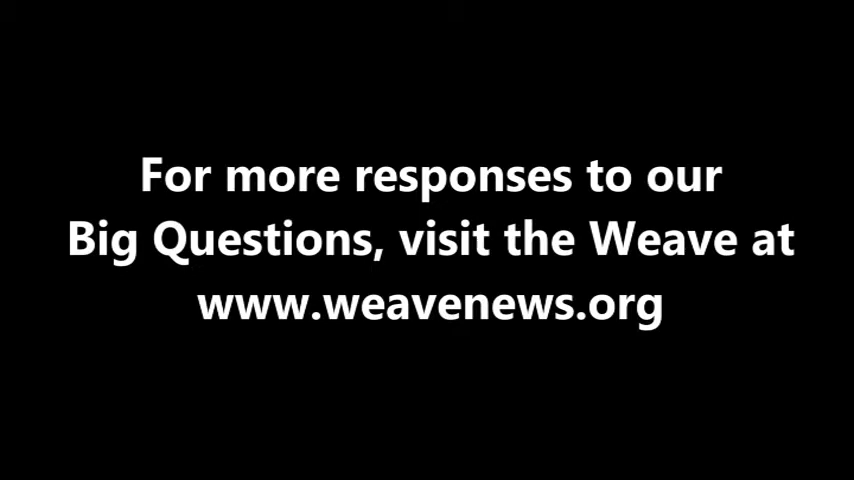 For more responses to our
Big Questions, visit the Weave at
www.weavenews.org